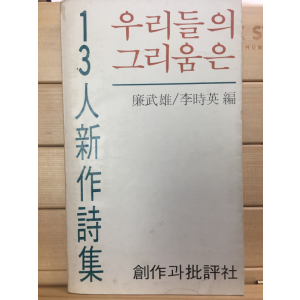 우리들의
그리움은
13人新作詩集
廉武雄/李時英 編
創作과批評社